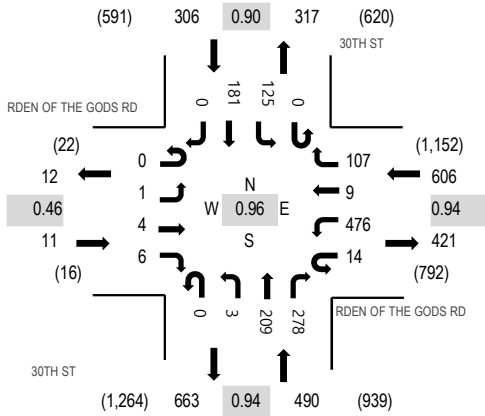 (591) 306 0.90 317 (620)
30TH ST
0 181 125 0
RDEN OF THE GODS RD
(22) (1,152)
0 107
12 606
1 N 9
0.46 W 0.96 E 0.94
4 S 476
11 421
6 14
(16) (792)
0 3 209 278
RDEN OF THE GODS RD
30TH ST
(1,264) 663 0.94 490 (939)